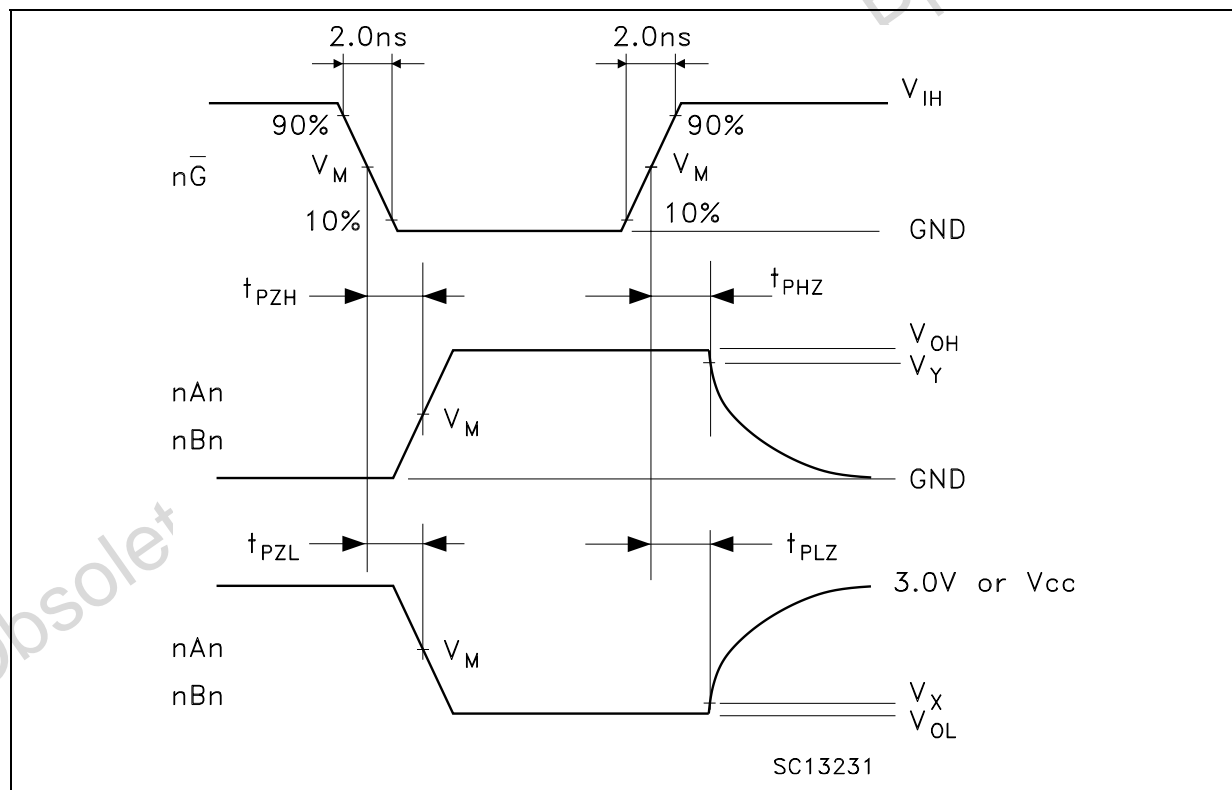 2.0ns 2.0ns
V_IH
90% 90%
nG̅ V_M V_M
10% 10%
GND
t_PZH t_PHZ
V_OH
V_Y
nAn
V_M
nBn
GND
t_PZL t_PLZ
3.0V or Vcc
nAn
V_M
nBn
V_X
V_OL
SC13231